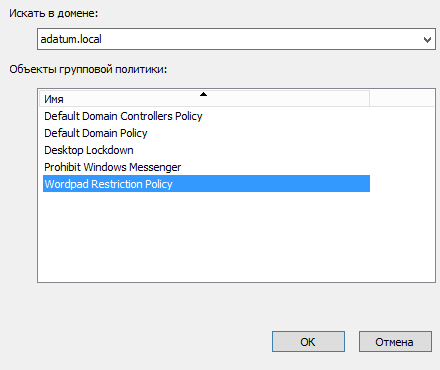 Искать в домене:
adatum.local
Объекты групповой политики:
Имя
Default Domain Controllers Policy
Default Domain Policy
Desktop Lockdown
Prohibit Windows Messenger
Wordpad Restriction Policy
ОК
Отмена